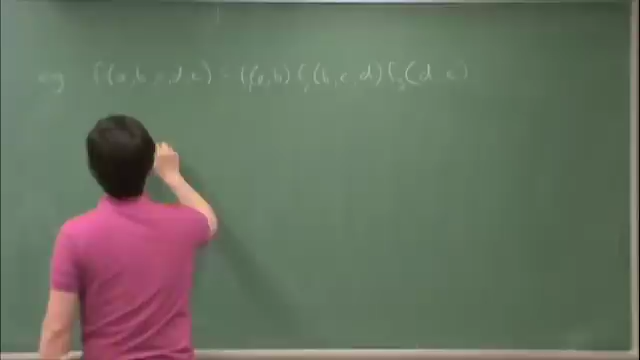 eg f(a,b,c,d,e) = f₁(a,b) f₂(b,c,d) f₃(d,e)